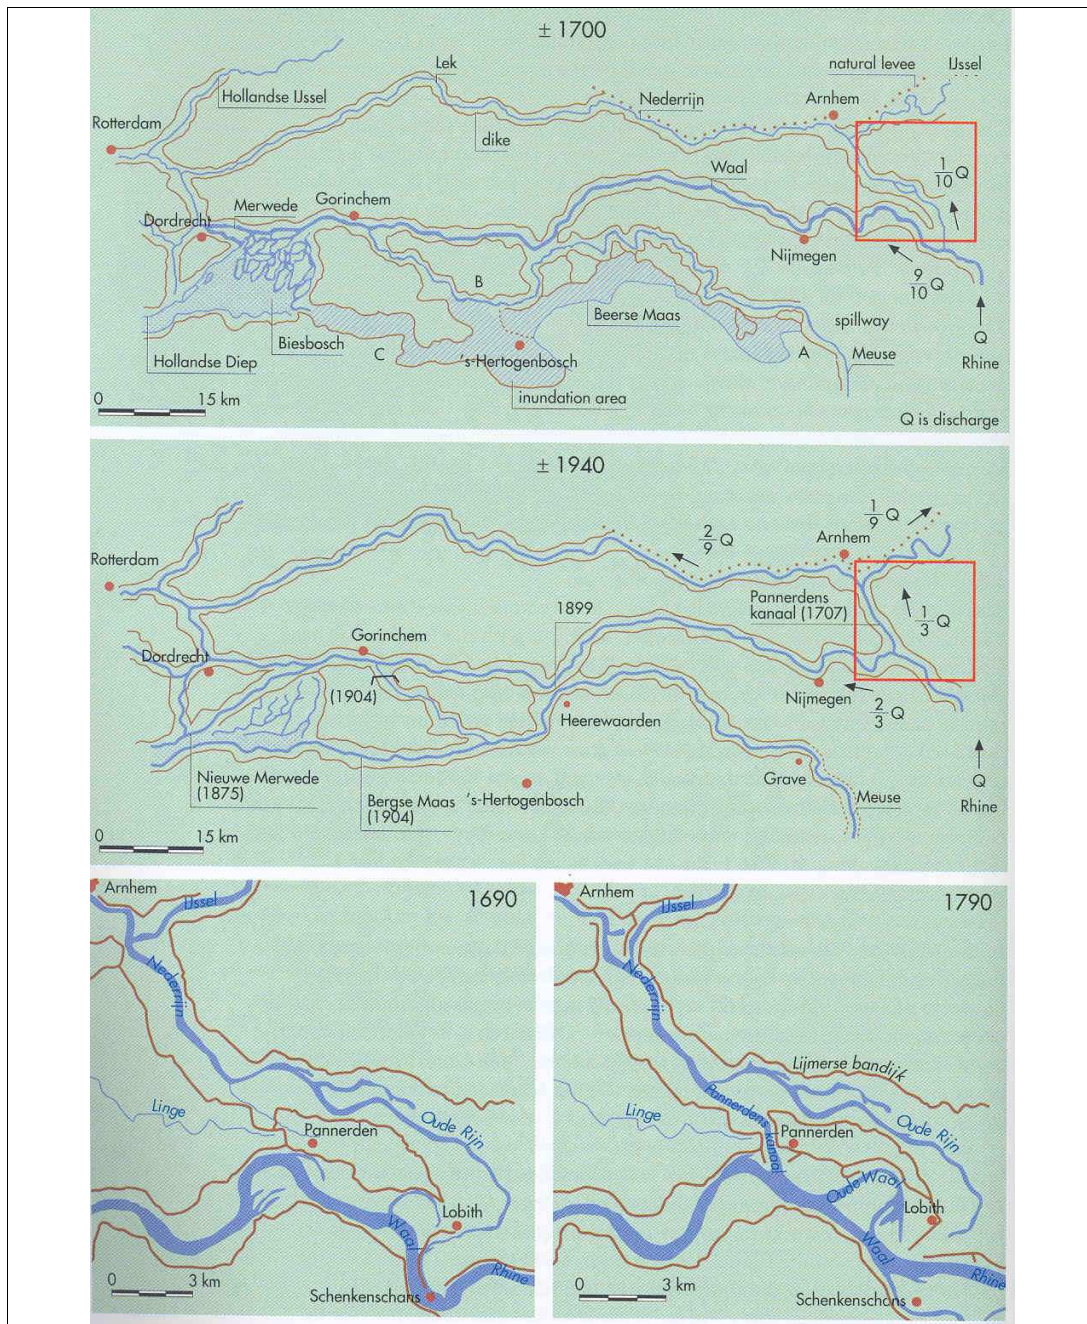 ± 1700
Lek
natural levee
IJssel
Hollandse IJssel
Nederrijn
Arnhem
Rotterdam
dike
Waal
1/10 Q
Merwede
Gorinchem
Dordrecht
Nijmegen
B
9/10 Q
Beerse Maas
spillway
Biesbosch
C
's-Hertogenbosch
A
Q
Hollandse Diep
Meuse
Rhine
0 15 km
inundation area
Q is discharge
± 1940
1/9 Q
2/9 Q
Arnhem
Rotterdam
Pannerdens
kanaal (1707)
1899
1/3 Q
Gorinchem
Dordrecht
(1904)
Nijmegen
2/3 Q
Heerewaarden
Nieuwe Merwede
(1875)
Grave
Q
Bergse Maas
(1904)
's-Hertogenbosch
Meuse
Rhine
0 15 km
Arnhem
1690
IJssel
Nederrijn
Linge
Pannerden
Oude Rijn
Lobith
Waal
Rhine
0 3 km
Schenkenschans
Arnhem
1790
IJssel
Nederrijn
Lijmerse bandijk
Pannerdens kanaal
Linge
Pannerden
Oude Rijn
Oude Waal
Lobith
Waal
Rhine
0 3 km
Schenkenschans